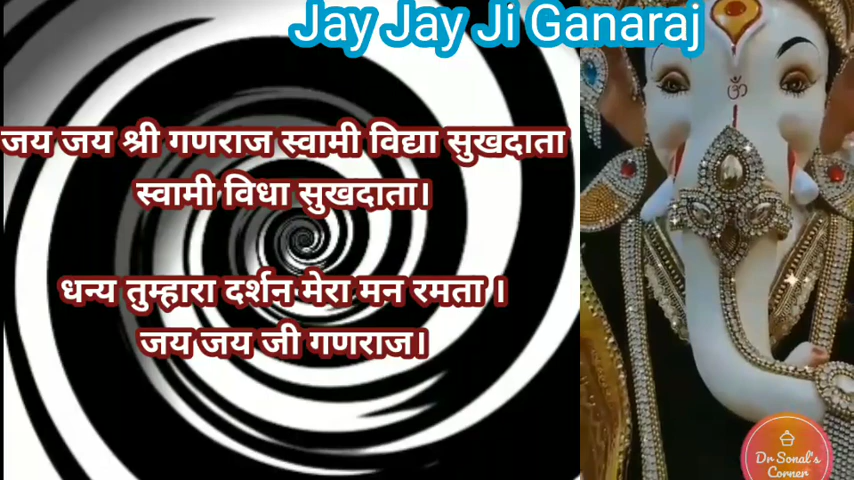 Jay Jay Ji Ganaraj
जय जय श्री गणराज स्वामी विद्या सुखदाता
स्वामी विधा सुखदाता।
धन्य तुम्हारा दर्शन मेरा मन रमता ।
जय जय जी गणराज।
ॐ
Dr Sonal's
Corner